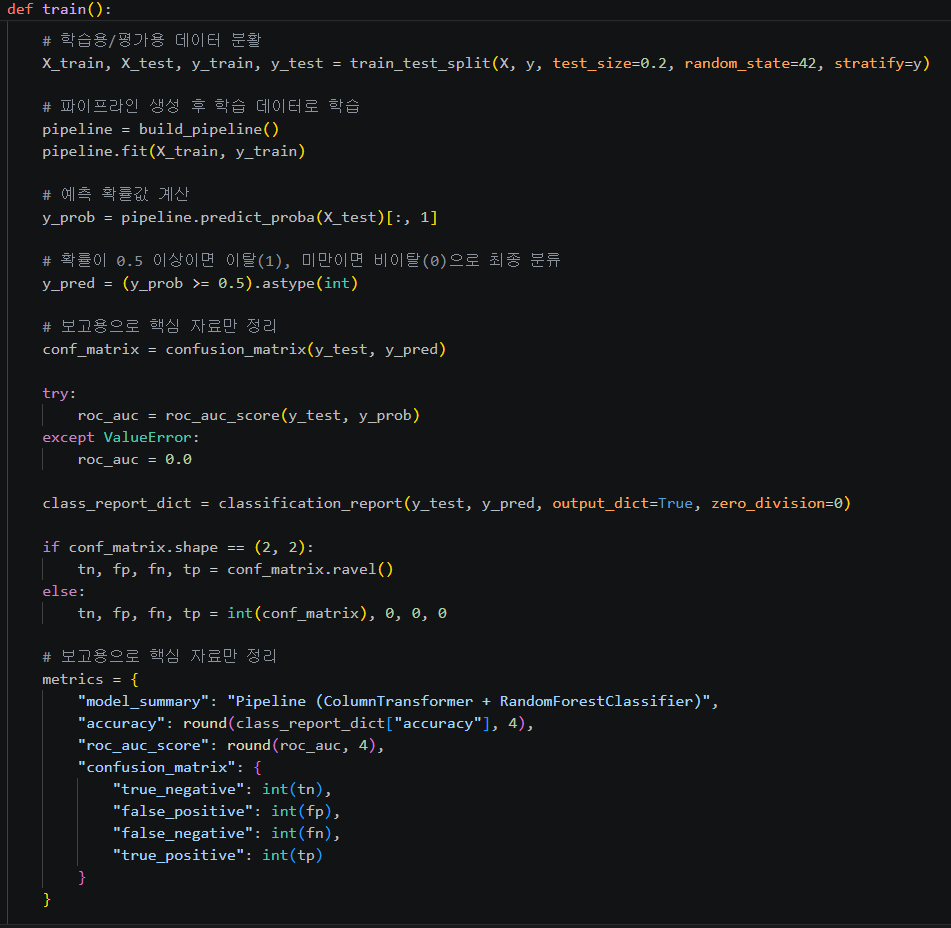 def train():
    # 학습용/평가용 데이터 분활
    X_train, X_test, y_train, y_test = train_test_split(X, y, test_size=0.2, random_state=42, stratify=y)
    # 파이프라인 생성 후 학습 데이터로 학습
    pipeline = build_pipeline()
    pipeline.fit(X_train, y_train)
    # 예측 확률값 계산
    y_prob = pipeline.predict_proba(X_test)[:, 1]
    # 확률이 0.5 이상이면 이탈(1), 미만이면 비이탈(0)으로 최종 분류
    y_pred = (y_prob >= 0.5).astype(int)
    # 보고용으로 핵심 자료만 정리
    conf_matrix = confusion_matrix(y_test, y_pred)
    try:
        roc_auc = roc_auc_score(y_test, y_prob)
    except ValueError:
        roc_auc = 0.0
    class_report_dict = classification_report(y_test, y_pred, output_dict=True, zero_division=0)
    if conf_matrix.shape == (2, 2):
        tn, fp, fn, tp = conf_matrix.ravel()
    else:
        tn, fp, fn, tp = int(conf_matrix), 0, 0, 0
    # 보고용으로 핵심 자료만 정리
    metrics = {
        "model_summary": "Pipeline (ColumnTransformer + RandomForestClassifier)",
        "accuracy": round(class_report_dict["accuracy"], 4),
        "roc_auc_score": round(roc_auc, 4),
        "confusion_matrix": {
            "true_negative": int(tn),
            "false_positive": int(fp),
            "false_negative": int(fn),
            "true_positive": int(tp)
        }
    }